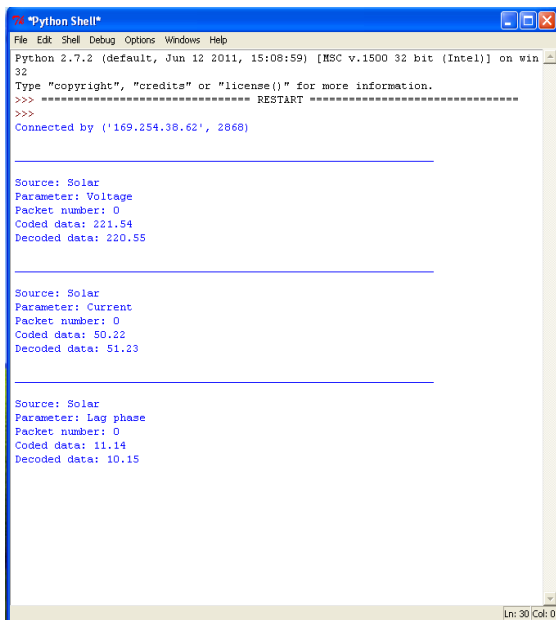 *Python Shell*
File Edit Shell Debug Options Windows Help
Python 2.7.2 (default, Jun 12 2011, 15:08:59) [MSC v.1500 32 bit (Intel)] on win
32
Type "copyright", "credits" or "license()" for more information.
>>> ================================ RESTART ================================
>>>
Connected by ('169.254.38.62', 2868)
Source: Solar
Parameter: Voltage
Packet number: 0
Coded data: 221.54
Decoded data: 220.55
Source: Solar
Parameter: Current
Packet number: 0
Coded data: 50.22
Decoded data: 51.23
Source: Solar
Parameter: Lag phase
Packet number: 0
Coded data: 11.14
Decoded data: 10.15
Ln: 30 Col: 0